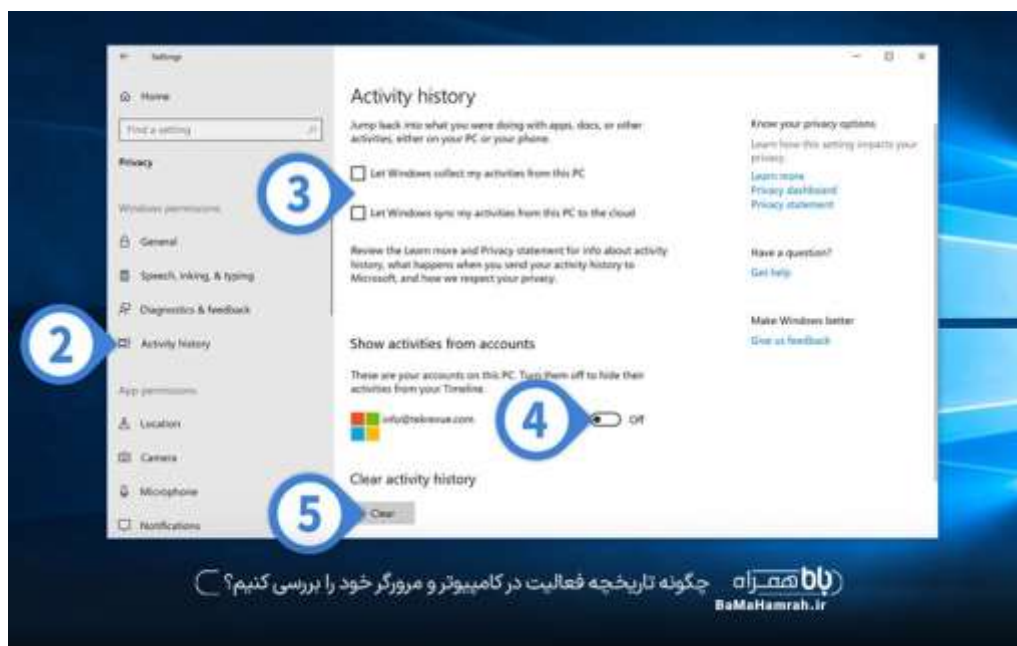 Settings
Home
Find a setting
Privacy
Windows permissions
General
Speech, inking, & typing
Diagnostics & feedback
Activity history
App permissions
Location
Camera
Microphone
Notifications
2
Activity history
Jump back into what you were doing with apps, docs, or other
activities, either on your PC or your phone.
3
Let Windows collect my activities from this PC
Let Windows sync my activities from this PC to the cloud
Review the Learn more and Privacy statement for info about activity
history, what happens when you send your activity history to
Microsoft, and how we respect your privacy.
Show activities from accounts
These are your accounts on this PC. Turn them off to hide their
activities from your Timeline.
info@tekrevue.com
4
Off
Clear activity history
5
Clear
Know your privacy options
Learn how this setting impacts your
privacy.
Learn more
Privacy dashboard
Privacy statement
Have a question?
Get help
Make Windows better
Give us feedback
باما همراه
چگونه تاریخچه فعالیت در کامپیوتر و مرورگر خود را بررسی کنیم؟
BaMaHamrah.ir